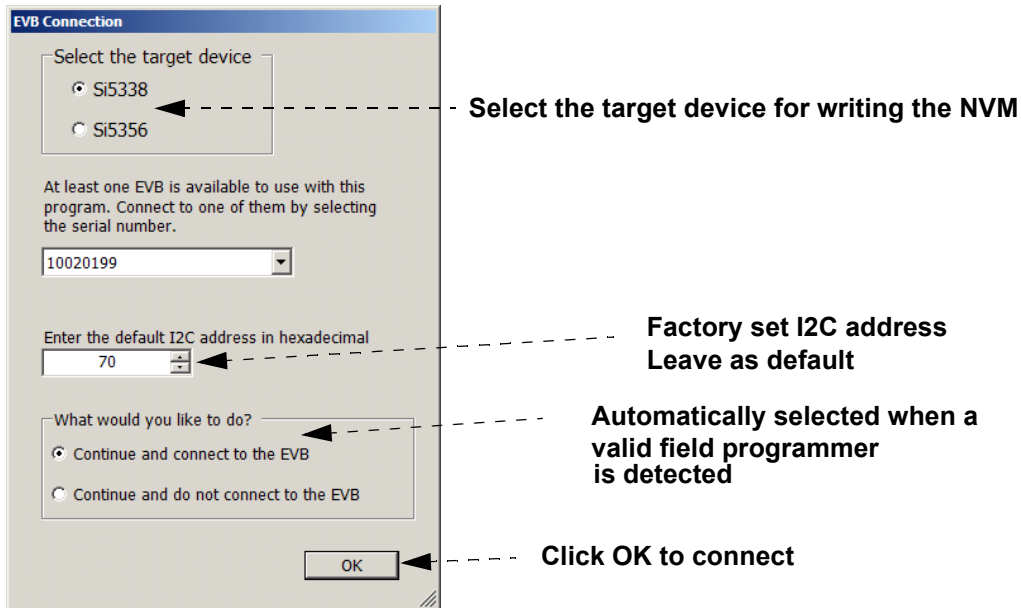 EVB Connection
Select the target device
Si5338
Select the target device for writing the NVM
Si5356
At least one EVB is available to use with this
program. Connect to one of them by selecting
the serial number.
10020199
Enter the default I2C address in hexadecimal
70
Factory set I2C address
Leave as default
What would you like to do?
Continue and connect to the EVB
Continue and do not connect to the EVB
Automatically selected when a
valid field programmer
is detected
OK
Click OK to connect